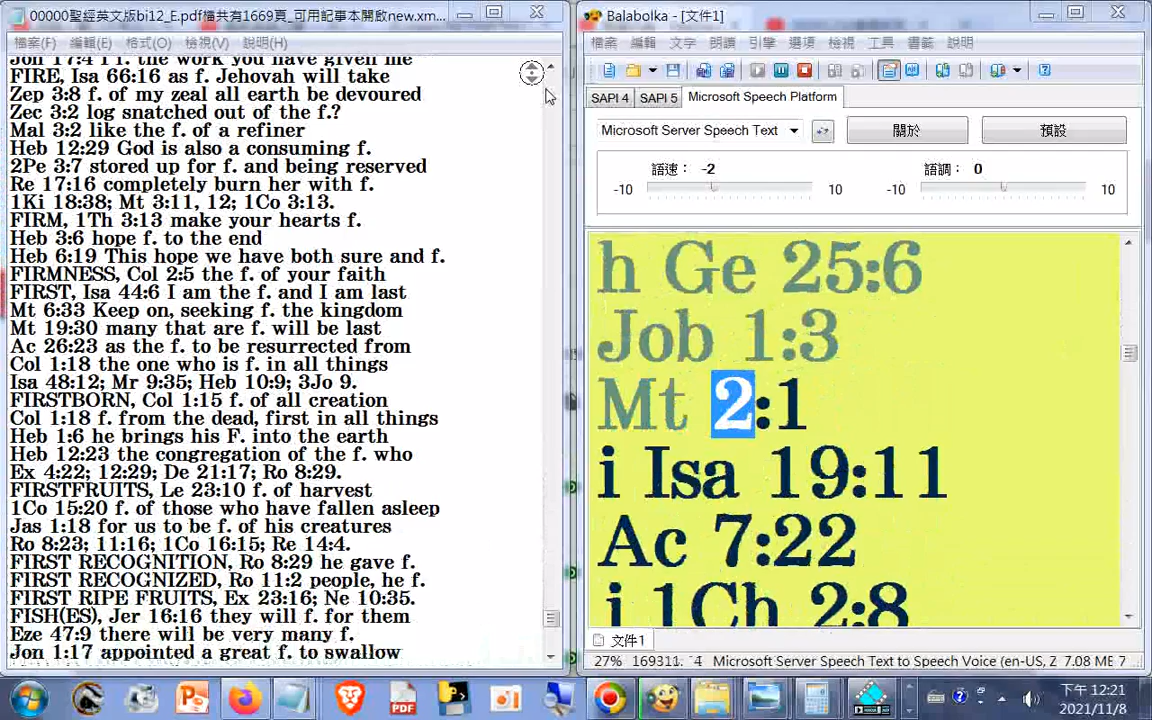 00000聖經英文版bi12_E.pdf檔共有1669頁_可用記事本開啟new.xm...
檔案(F) 編輯(E) 格式(O) 檢視(V) 說明(H)
Jon 17:4 I f. the work you have given me
FIRE, Isa 66:16 as f. Jehovah will take
Zep 3:8 f. of my zeal all earth be devoured
Zec 3:2 log snatched out of the f.?
Mal 3:2 like the f. of a refiner
Heb 12:29 God is also a consuming f.
2Pe 3:7 stored up for f. and being reserved
Re 17:16 completely burn her with f.
1Ki 18:38; Mt 3:11, 12; 1Co 3:13.
FIRM, 1Th 3:13 make your hearts f.
Heb 3:6 hope f. to the end
Heb 6:19 This hope we have both sure and f.
FIRMNESS, Col 2:5 the f. of your faith
FIRST, Isa 44:6 I am the f. and I am last
Mt 6:33 Keep on, seeking f. the kingdom
Mt 19:30 many that are f. will be last
Ac 26:23 as the f. to be resurrected from
Col 1:18 the one who is f. in all things
Isa 48:12; Mr 9:35; Heb 10:9; 3Jo 9.
FIRSTBORN, Col 1:15 f. of all creation
Col 1:18 f. from the dead, first in all things
Heb 1:6 he brings his F. into the earth
Heb 12:23 the congregation of the f. who
Ex 4:22; 12:29; De 21:17; Ro 8:29.
FIRSTFRUITS, Le 23:10 f. of harvest
1Co 15:20 f. of those who have fallen asleep
Jas 1:18 for us to be f. of his creatures
Ro 8:23; 11:16; 1Co 16:15; Re 14:4.
FIRST RECOGNITION, Ro 8:29 he gave f.
FIRST RECOGNIZED, Ro 11:2 people, he f.
FIRST RIPE FRUITS, Ex 23:16; Ne 10:35.
FISH(ES), Jer 16:16 they will f. for them
Eze 47:9 there will be very many f.
Jon 1:17 appointed a great f. to swallow
Balabolka - [文件1]
檔案 編輯 文字 朗讀 引擎 選項 檢視 工具 書籤 說明
SAPI 4 SAPI 5 Microsoft Speech Platform
Microsoft Server Speech Text 關於 預設
語速： -2 語調： 0
-10 10 -10 10
h Ge 25:6
Job 1:3
Mt 2:1
i Isa 19:11
Ac 7:22
i 1Ch 2:8
文件1
27% 169311. Microsoft Server Speech Text to Speech Voice (en-US, Z 7.08 МБ
PDF
下午 12:21
2021/11/8